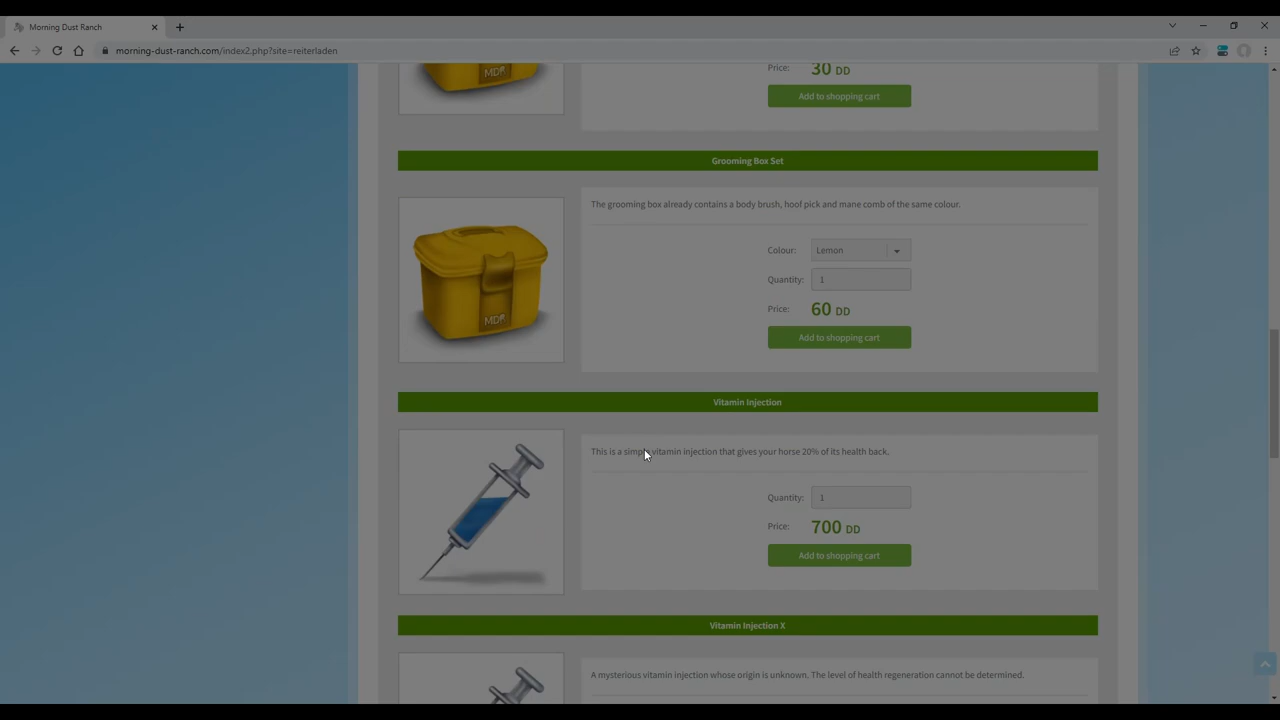 Morning Dust Ranch
morning-dust-ranch.com/index2.php?site=reiterladen
MDR
Price: 30 DD
Add to shopping cart
Grooming Box Set
The grooming box already contains a body brush, hoof pick and mane comb of the same colour.
Colour: Lemon
Quantity: 1
MDR
Price: 60 DD
Add to shopping cart
Vitamin Injection
This is a simple vitamin injection that gives your horse 20% of its health back.
Quantity: 1
Price: 700 DD
Add to shopping cart
Vitamin Injection X
A mysterious vitamin injection whose origin is unknown. The level of health regeneration cannot be determined.